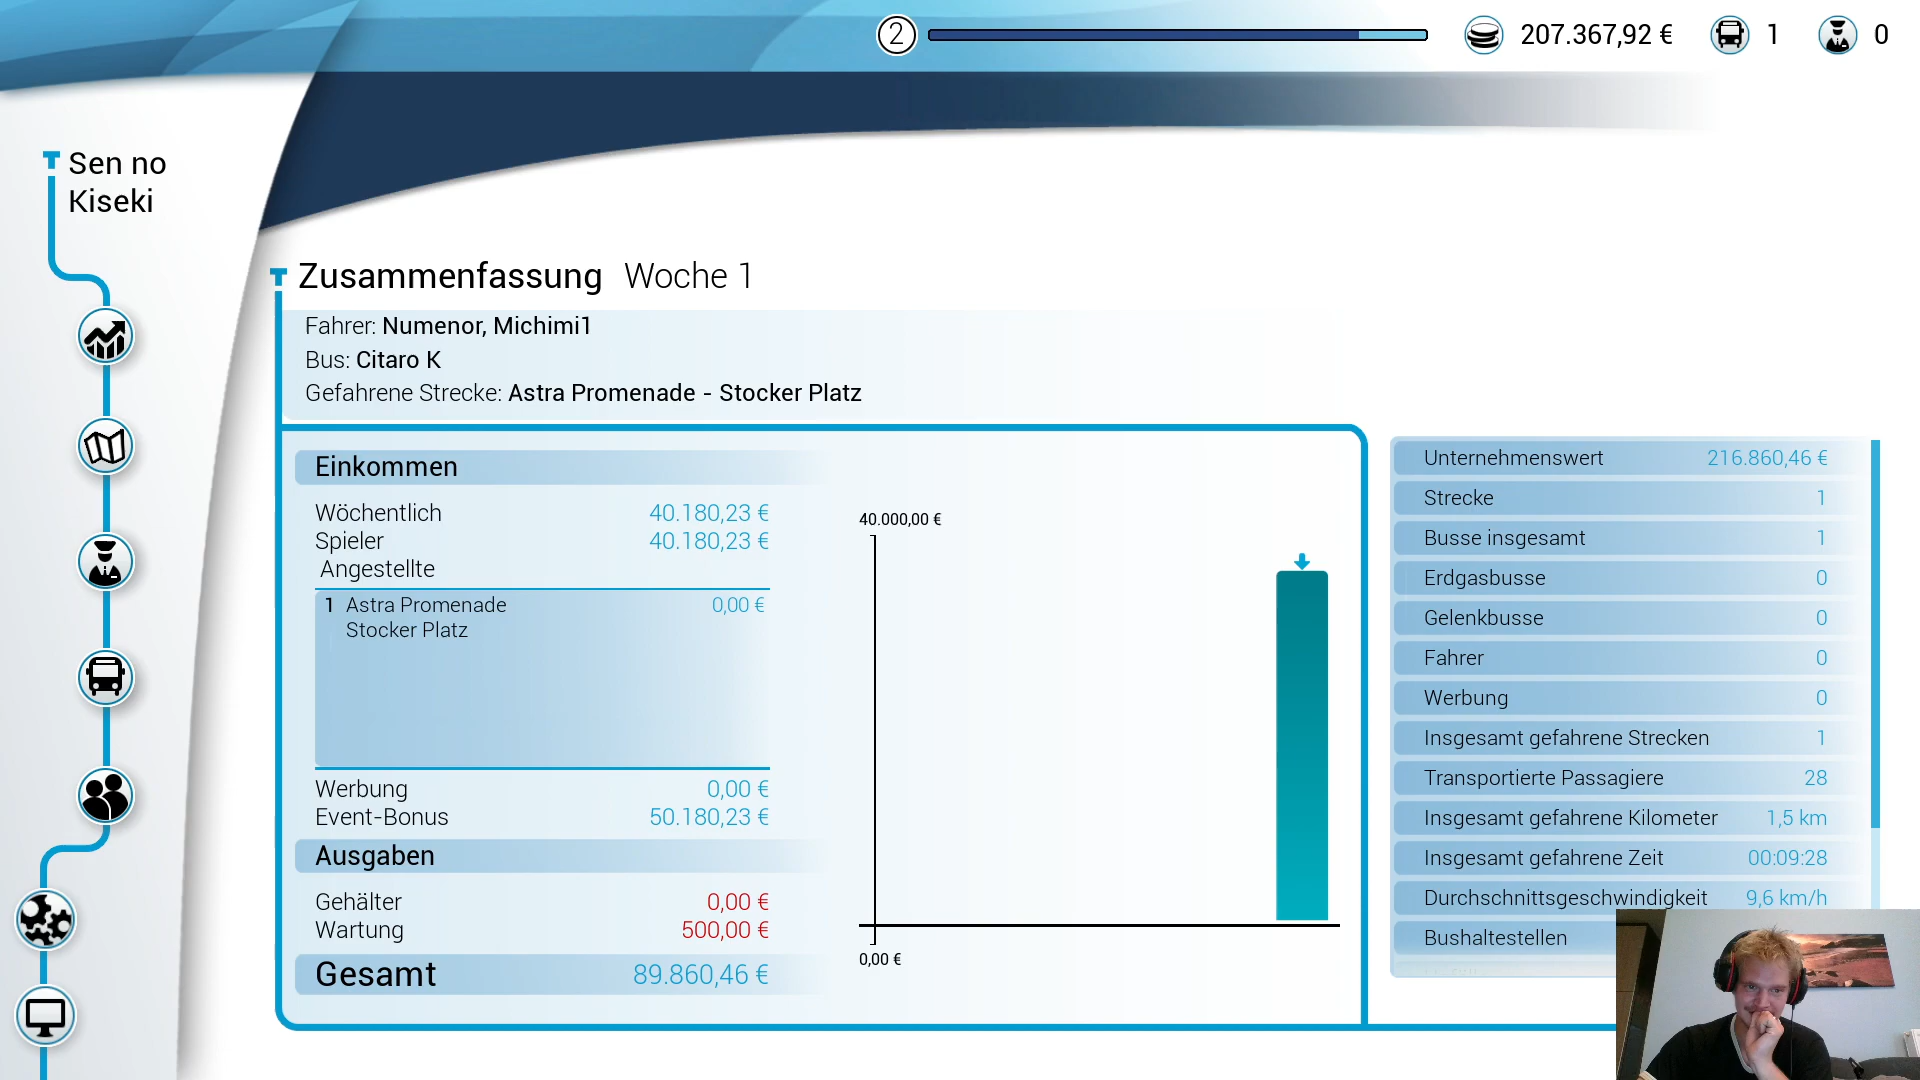 2
207.367,92 €
1
0
Sen no
Kiseki
Zusammenfassung Woche 1
Fahrer: Numenor, Michimi1
Bus: Citaro K
Gefahrene Strecke: Astra Promenade - Stocker Platz
Einkommen
Wöchentlich 40.180,23 €
Spieler 40.180,23 €
Angestellte
1 Astra Promenade 0,00 €
Stocker Platz
Werbung 0,00 €
Event-Bonus 50.180,23 €
Ausgaben
Gehälter 0,00 €
Wartung 500,00 €
Gesamt 89.860,46 €
40.000,00 €
0,00 €
Unternehmenswert 216.860,46 €
Strecke 1
Busse insgesamt 1
Erdgasbusse 0
Gelenkbusse 0
Fahrer 0
Werbung 0
Insgesamt gefahrene Strecken 1
Transportierte Passagiere 28
Insgesamt gefahrene Kilometer 1,5 km
Insgesamt gefahrene Zeit 00:09:28
Durchschnittsgeschwindigkeit 9,6 km/h
Bushaltestellen